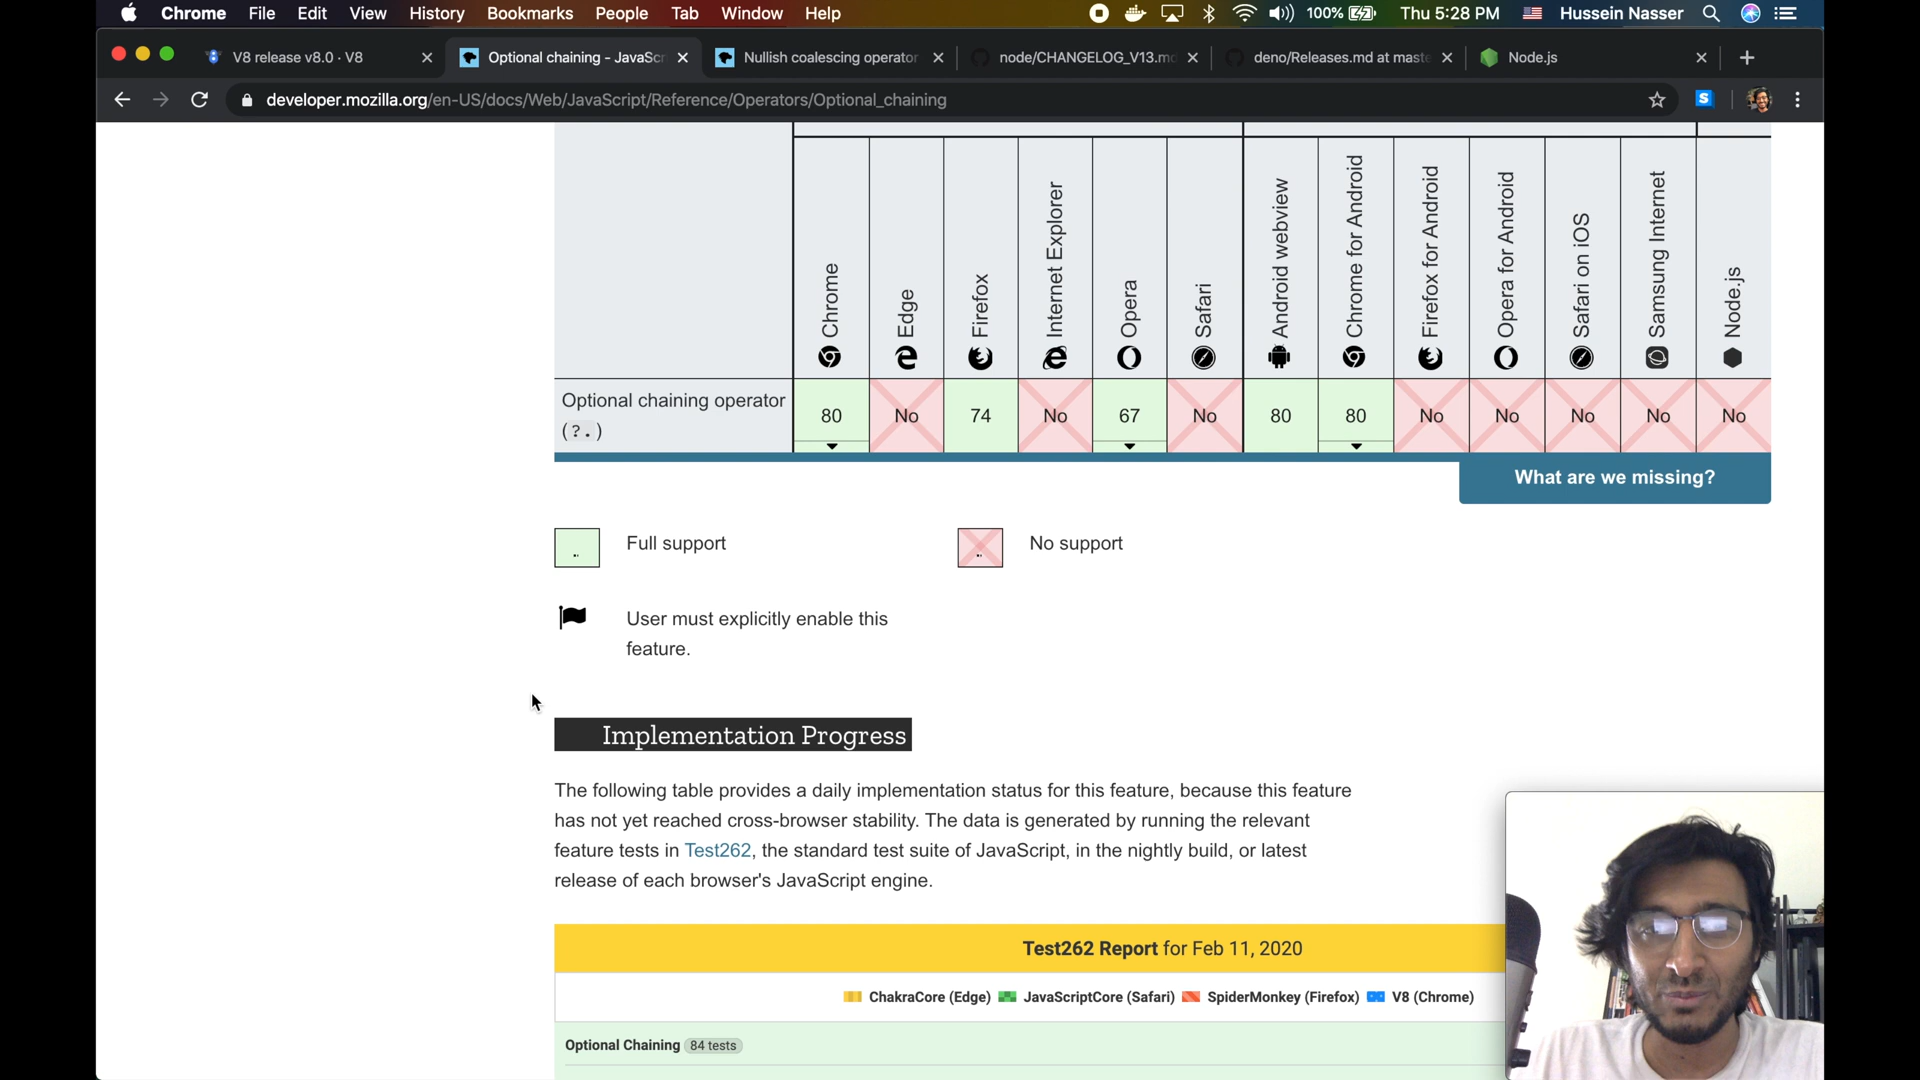 Chrome File Edit View History Bookmarks People Tab Window Help 100% Thu 5:28 PM Hussein Nasser
V8 release v8.0 · V8 Optional chaining - JavaScr Nullish coalescing operator node/CHANGELOG_V13.md deno/Releases.md at maste Node.js
developer.mozilla.org/en-US/docs/Web/JavaScript/Reference/Operators/Optional_chaining S
Chrome Edge Firefox Internet Explorer Opera Safari Android webview Chrome for Android Firefox for Android Opera for Android Safari on iOS Samsung Internet Node.js
Optional chaining operator
(?.)
80 No 74 No 67 No 80 80 No No No No No
What are we missing?
Full support No support
User must explicitly enable this
feature.
Implementation Progress
The following table provides a daily implementation status for this feature, because this feature
has not yet reached cross-browser stability. The data is generated by running the relevant
feature tests in Test262, the standard test suite of JavaScript, in the nightly build, or latest
release of each browser's JavaScript engine.
Test262 Report for Feb 11, 2020
ChakraCore (Edge) JavaScriptCore (Safari) SpiderMonkey (Firefox) V8 (Chrome)
Optional Chaining 84 tests